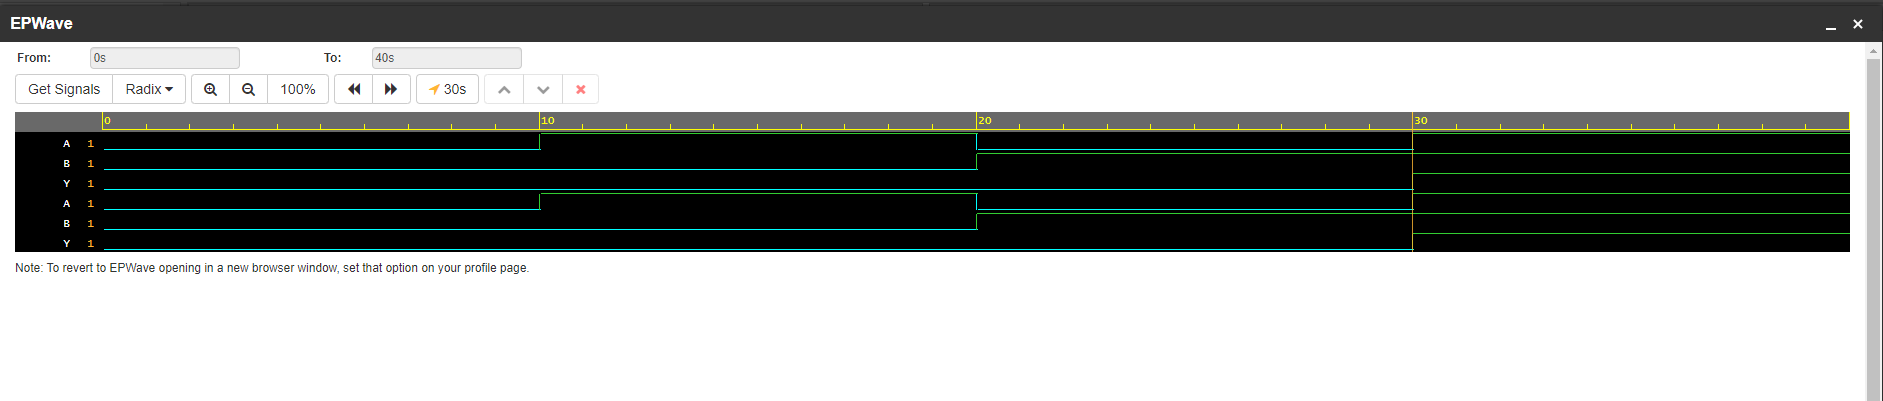 EPWave
From: 0s To: 40s
Get Signals Radix 100% 30s
0 10 20 30
A 1
B 1
Y 1
A 1
B 1
Y 1
Note: To revert to EPWave opening in a new browser window, set that option on your profile page.